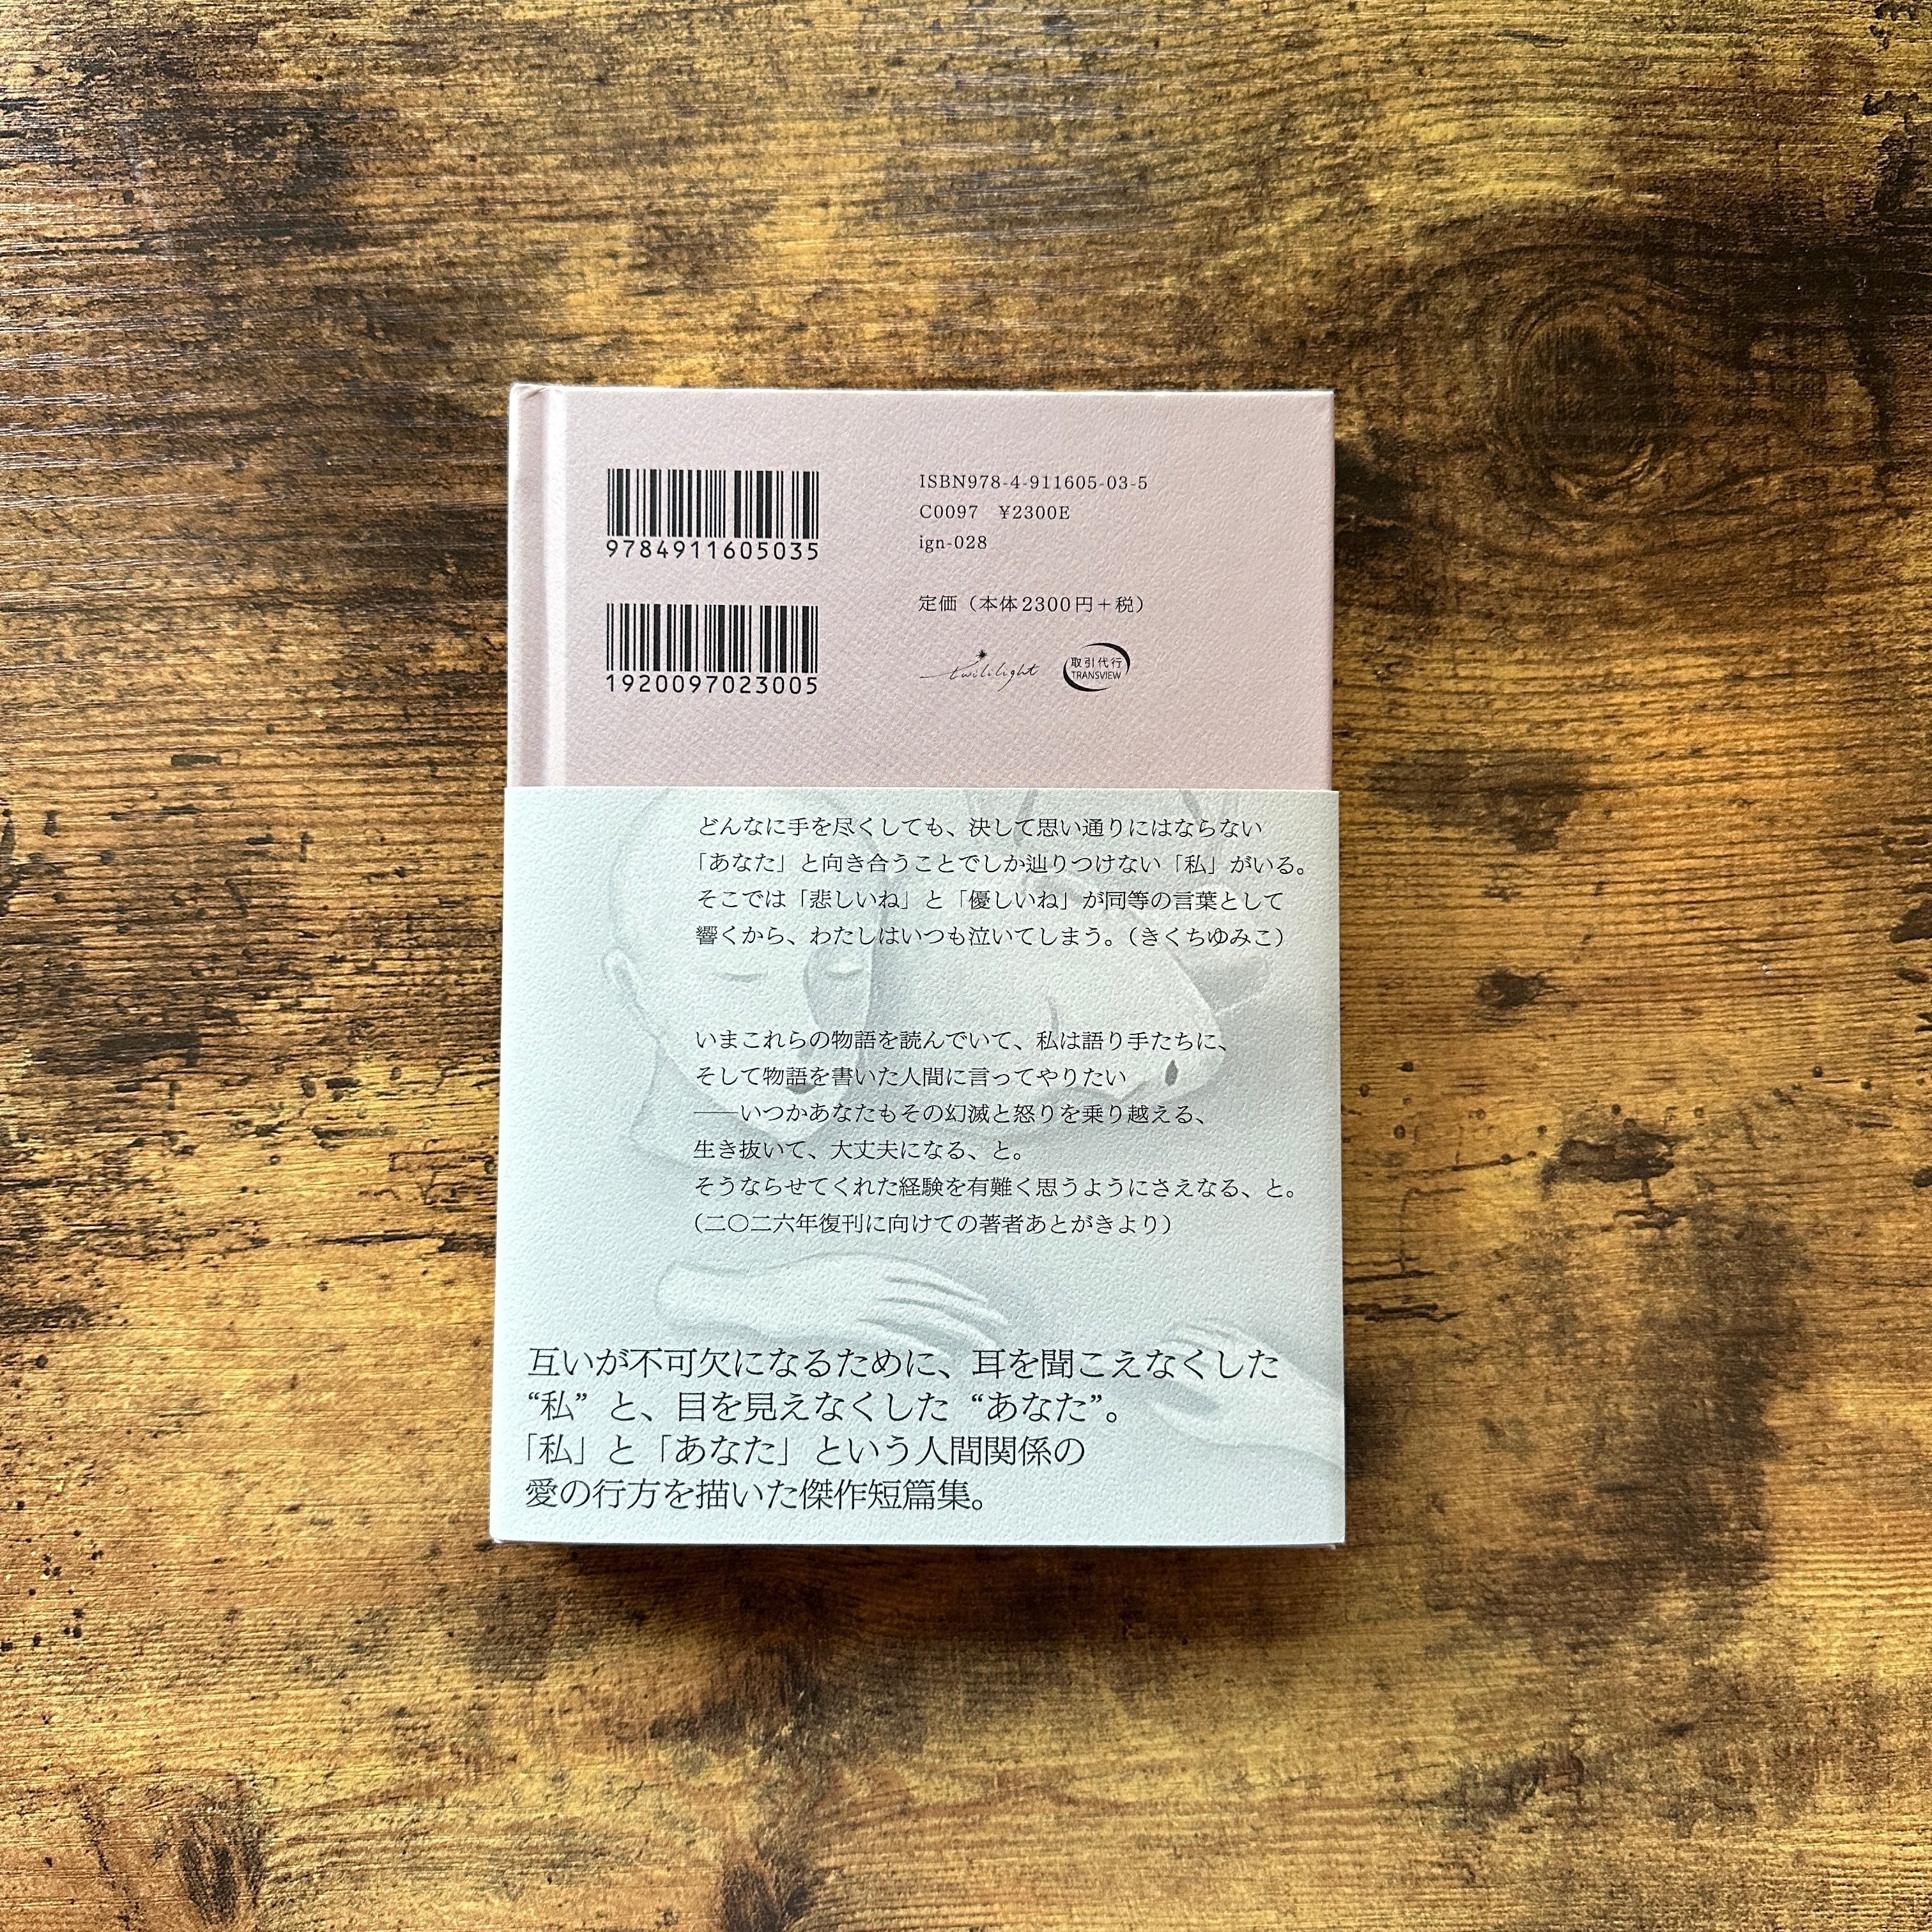 9784911605035
1920097023005
ISBN978-4-911605-03-5
C0097 ¥2300E
ign-028
定価（本体2300円＋税）
twililight
取引代行
TRANSVIEW
どんなに手を尽くしても、決して思い通りにはならない
「あなた」と向き合うことでしか辿りつけない「私」がいる。
そこでは「悲しいね」と「優しいね」が同等の言葉として
響くから、わたしはいつも泣いてしまう。（きくちゆみこ）
いまこれらの物語を読んでいて、私は語り手たちに、
そして物語を書いた人間に言ってやりたい
──いつかあなたもその幻滅と怒りを乗り越える、
生き抜いて、大丈夫になる、と。
そうならせてくれた経験を有難く思うようにさえなる、と。
（二〇二六年復刊に向けての著者あとがきより）
互いが不可欠になるために、耳を聞こえなくした
“私”と、目を見えなくした“あなた”。
「私」と「あなた」という人間関係の
愛の行方を描いた傑作短篇集。